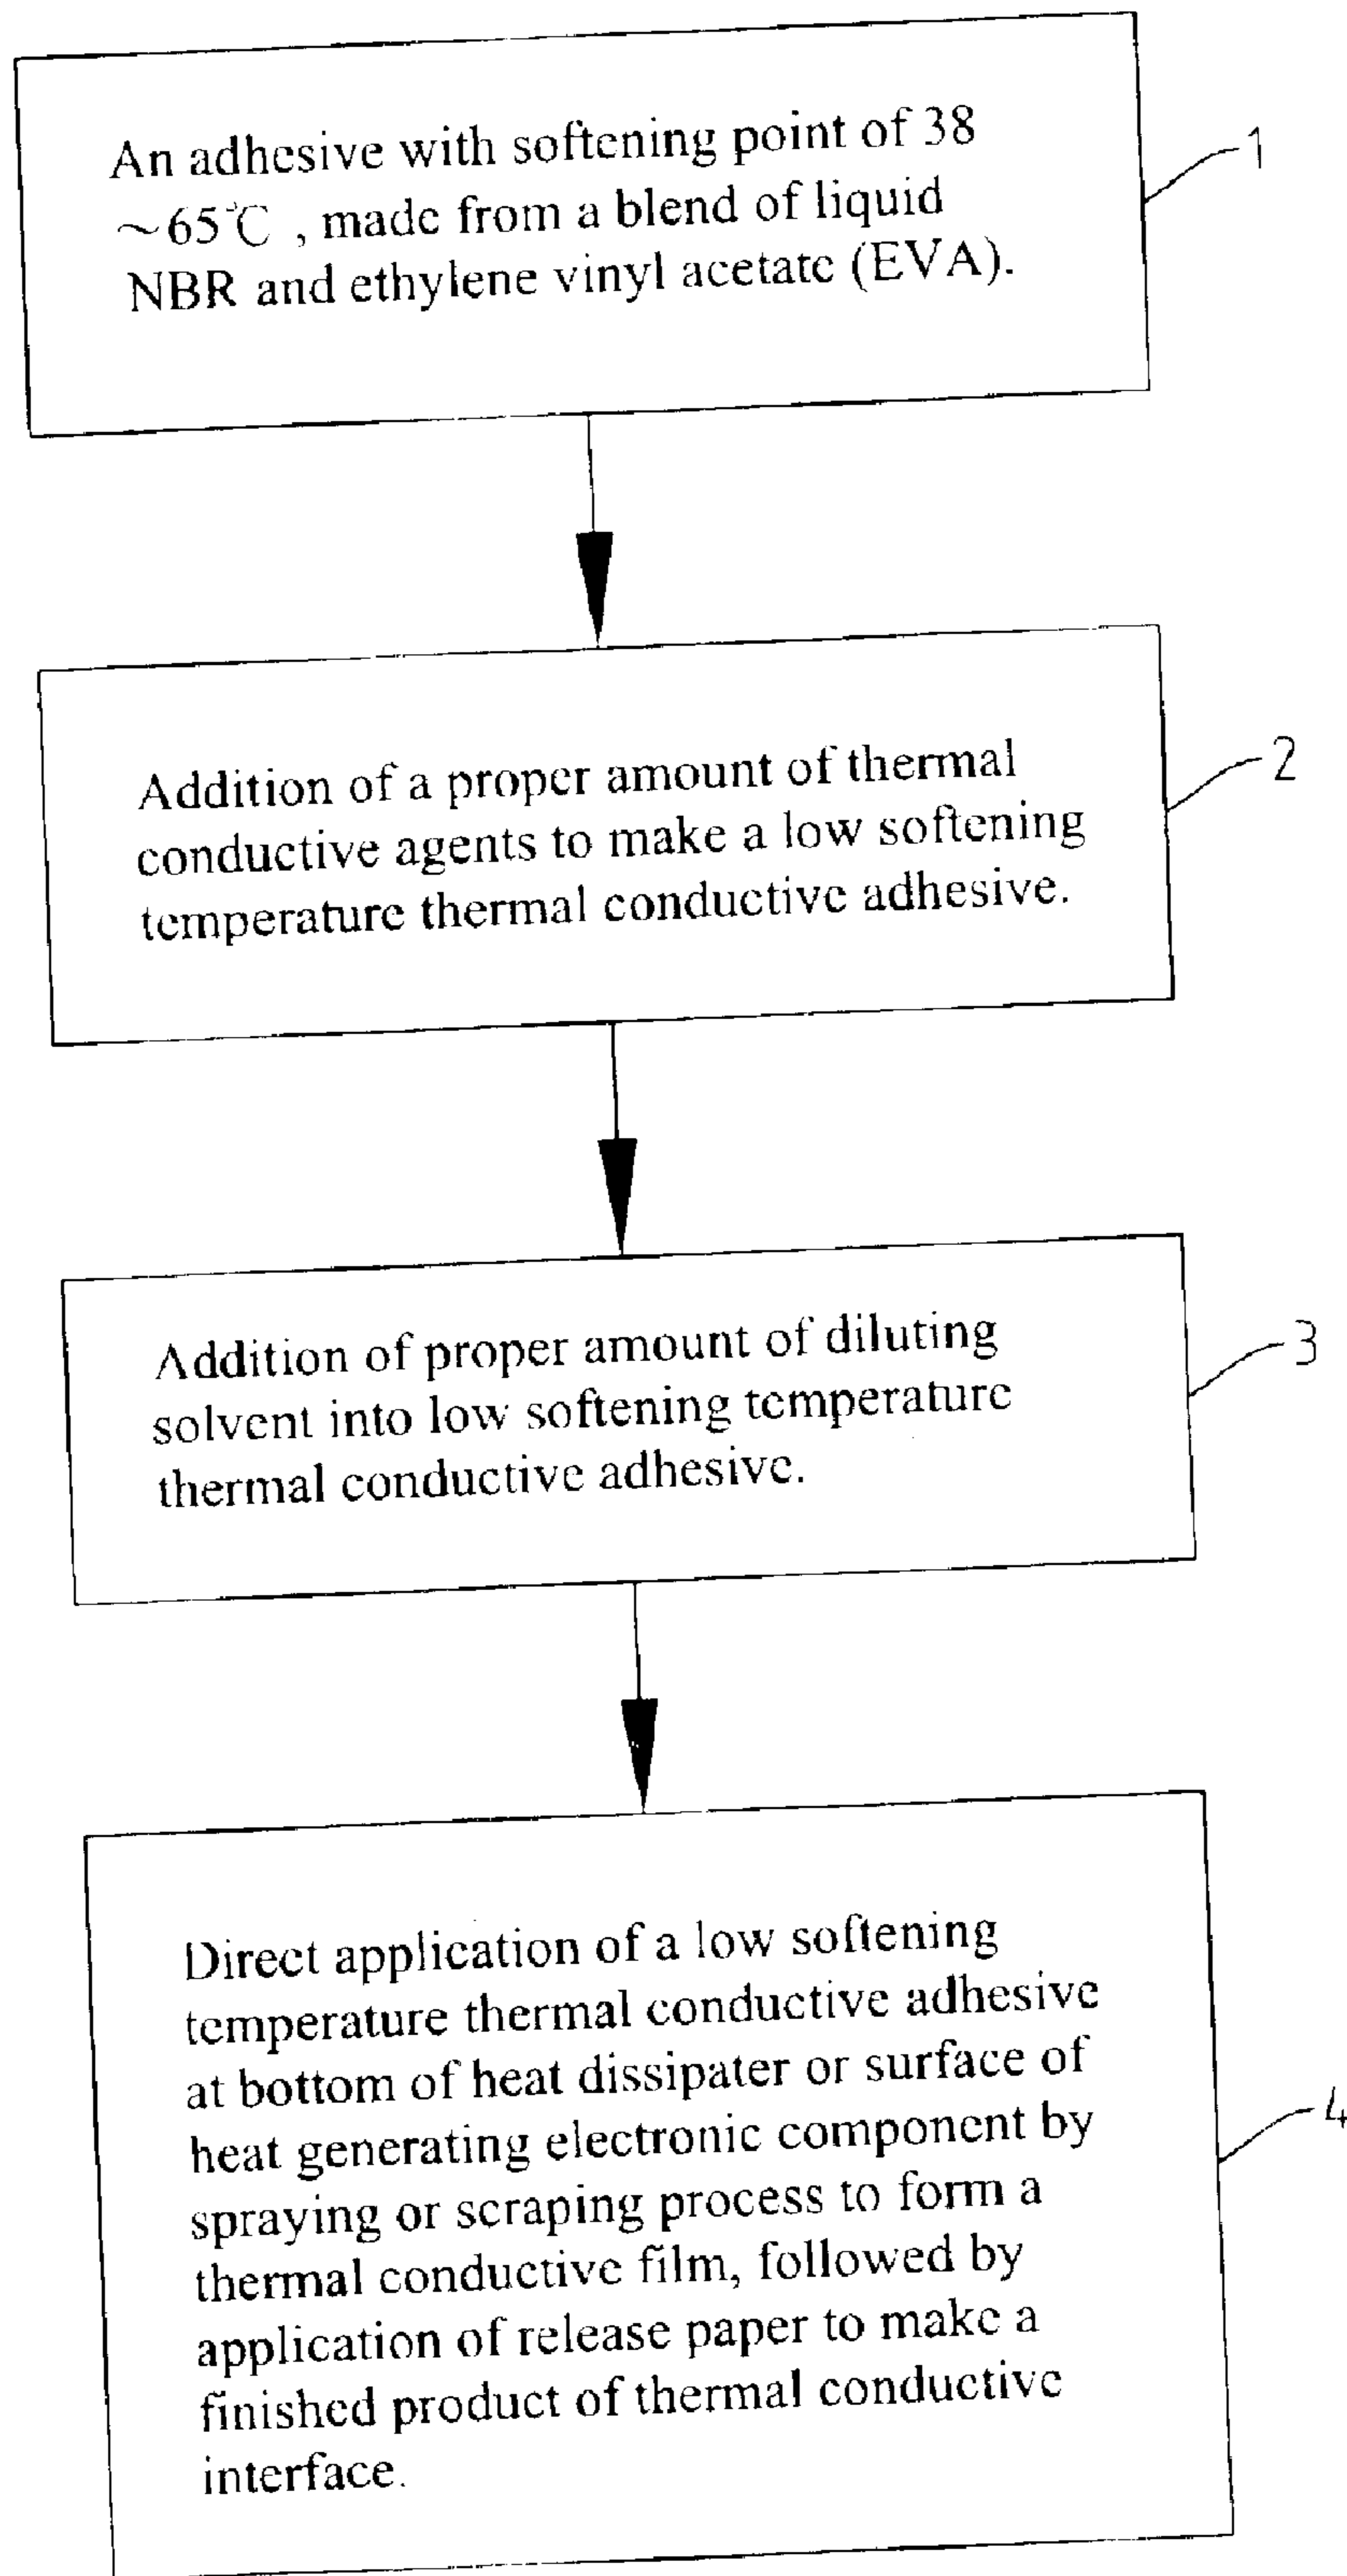 An adhesive with softening point of 38
～65℃ , made from a blend of liquid
NBR and ethylene vinyl acetate (EVA).
1
Addition of a proper amount of thermal
conductive agents to make a low softening
temperature thermal conductive adhesive.
2
Addition of proper amount of diluting
solvent into low softening temperature
thermal conductive adhesive.
3
Direct application of a low softening
temperature thermal conductive adhesive
at bottom of heat dissipater or surface of
heat generating electronic component by
spraying or scraping process to form a
thermal conductive film, followed by
application of release paper to make a
finished product of thermal conductive
interface.
4